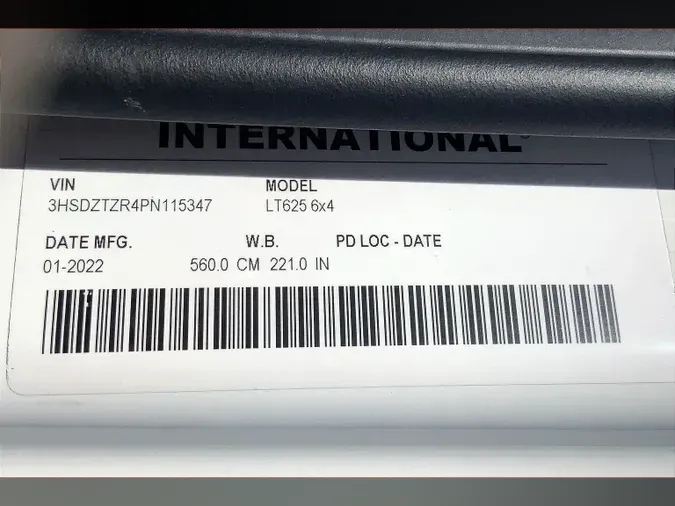 INTERNATIONAL®
VIN MODEL
3HSDZTZR4PN115347 LT625 6x4
DATE MFG. W.B. PD LOC - DATE
01-2022 560.0 CM 221.0 IN